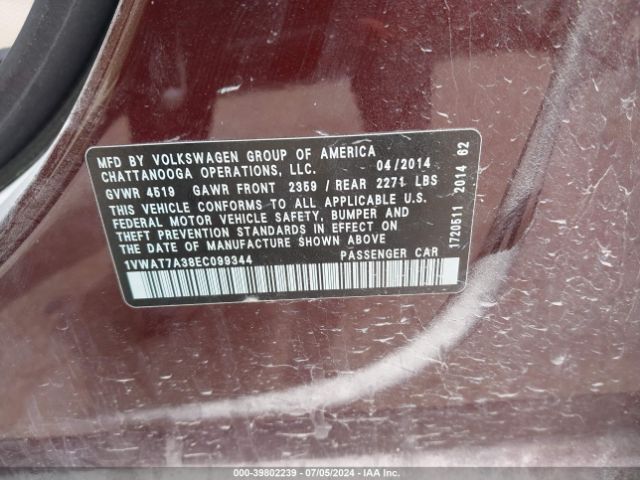 MFD BY VOLKSWAGEN GROUP OF AMERICA
CHATTANOOGA OPERATIONS, LLC. 04/2014
GVWR 4519 GAWR FRONT 2359 / REAR 2271 LBS
THIS VEHICLE CONFORMS TO ALL APPLICABLE U.S.
FEDERAL MOTOR VEHICLE SAFETY, BUMPER AND
THEFT PREVENTION STANDARDS IN EFFECT ON
THE DATE OF MANUFACTURE SHOWN ABOVE
1VWAT7A38EC099344 PASSENGER CAR
1720511 2014 62
000-39802239 - 07/05/2024 - IAA Inc.